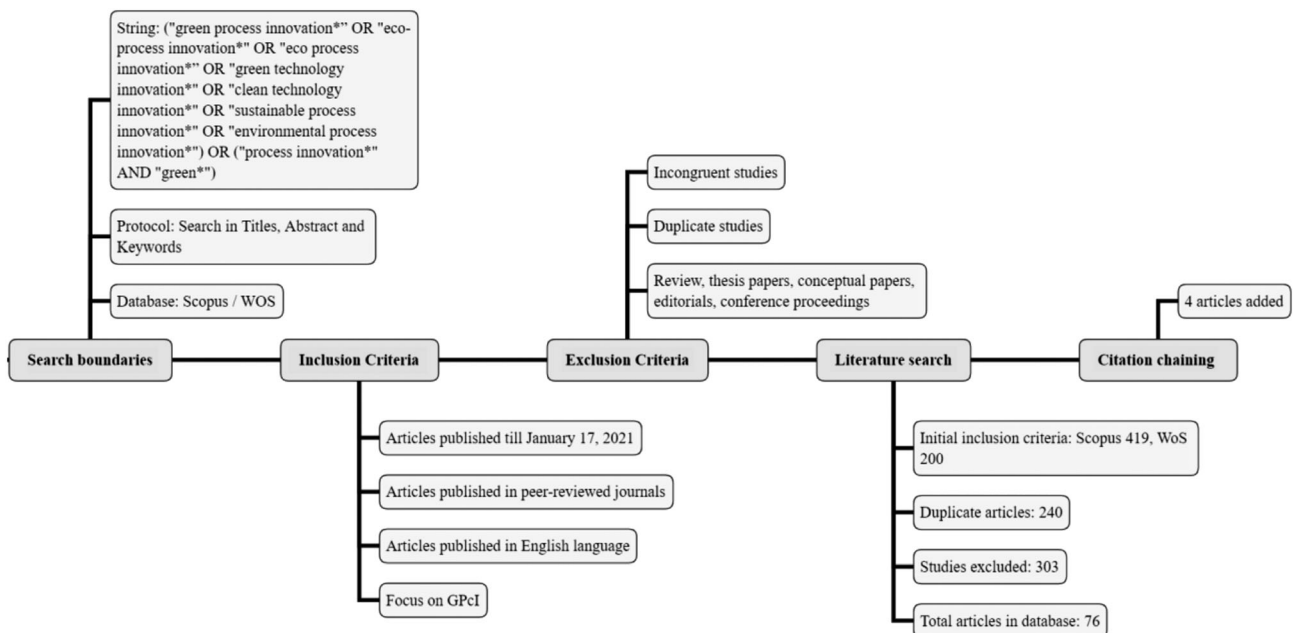 String: ("green process innovation*” OR "eco-
process innovation*" OR "eco process
innovation*” OR "green technology
innovation*" OR "clean technology
innovation*" OR "sustainable process
innovation*" OR "environmental process
innovation*") OR ("process innovation*"
AND "green*")
Protocol: Search in Titles, Abstract and
Keywords
Database: Scopus / WOS
Search boundaries
Inclusion Criteria
Articles published till January 17, 2021
Articles published in peer-reviewed journals
Articles published in English language
Focus on GPcI
Incongruent studies
Duplicate studies
Review, thesis papers, conceptual papers,
editorials, conference proceedings
Exclusion Criteria
Literature search
Initial inclusion criteria: Scopus 419, WoS
200
Duplicate articles: 240
Studies excluded: 303
Total articles in database: 76
4 articles added
Citation chaining